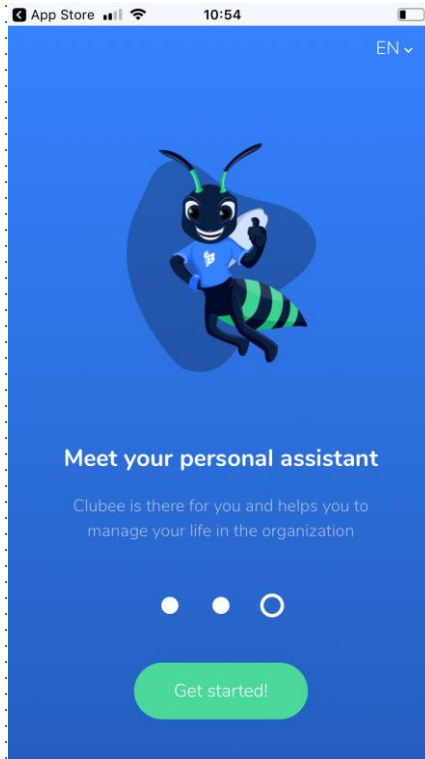 App Store 10:54
EN
Meet your personal assistant
Clubee is there for you and helps you to
manage your life in the organization
Get started!